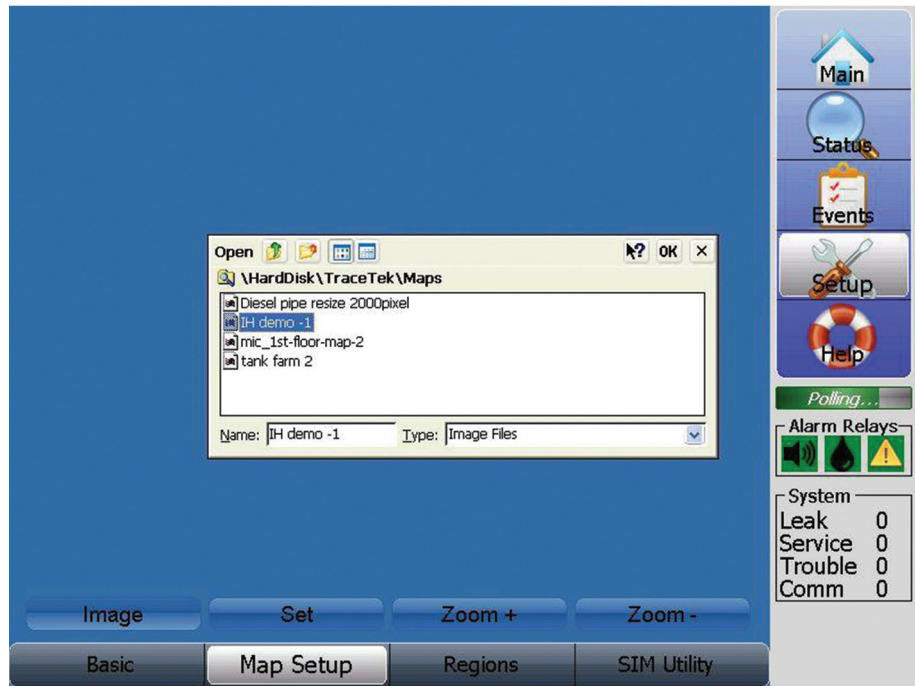 Open
? OK ×
\HardDisk\TraceTek\Maps
Diesel pipe resize 2000pixel
IH demo -1
mic_1st-floor-map-2
tank farm 2
Name: IH demo -1 Type: Image Files
Image Set Zoom + Zoom -
Basic Map Setup Regions SIM Utility
Main
Status
Events
Setup
Help
Polling...
Alarm Relays
!
System
Leak 0
Service 0
Trouble 0
Comm 0